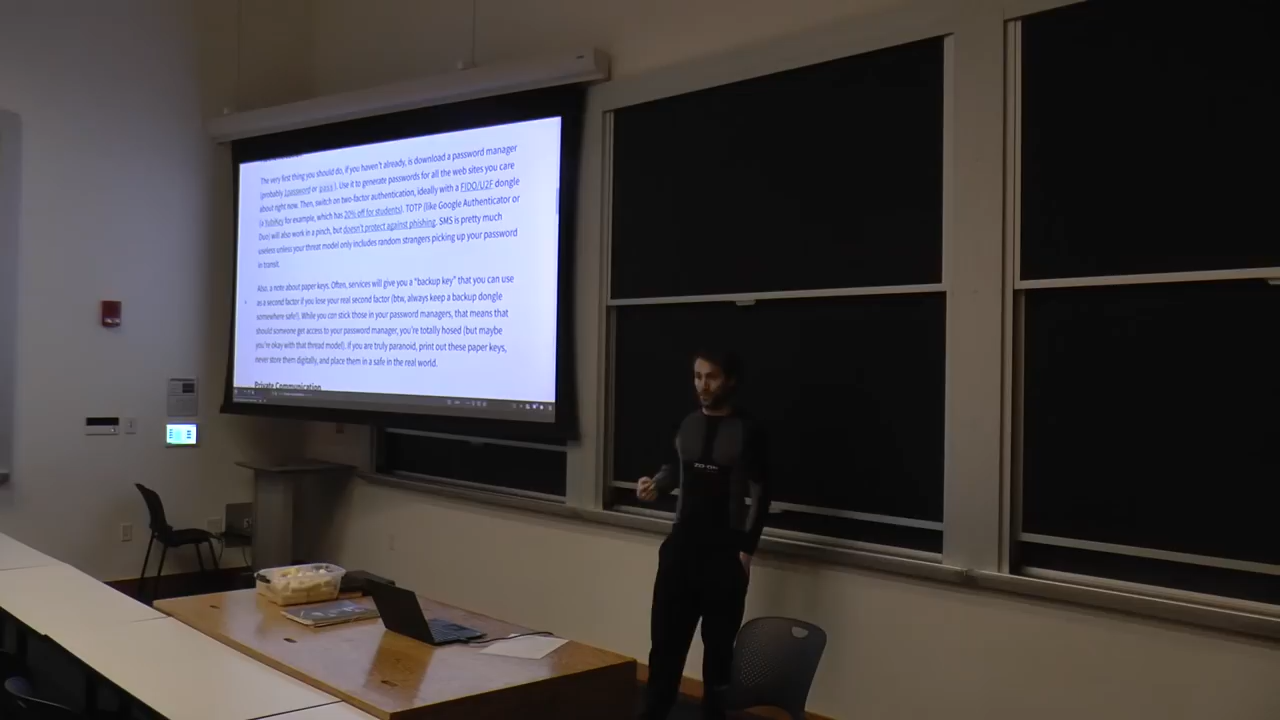 The very first thing you should do, if you haven't already, is download a password manager
(probably 1password or pass). Use it to generate passwords for all the web sites you care
about right now. Then, switch on two-factor authentication, ideally with a FIDO/U2F dongle
(a YubiKey for example, which has 20% off for students). TOTP (like Google Authenticator or
Duo) will also work in a pinch, but doesn't protect against phishing. SMS is pretty much
useless unless your threat model only includes random strangers picking up your password
in transit.
Also, a note about paper keys. Often, services will give you a "backup key" that you can use
as a second factor if you lose your real second factor (btw, always keep a backup dongle
somewhere safe!). While you can stick those in your password managers, that means that
should someone get access to your password manager, you're totally hosed (but maybe
you're okay with that thread model). If you are truly paranoid, print out these paper keys,
never store them digitally, and place them in a safe in the real world.
Private Communication
ZO•ON